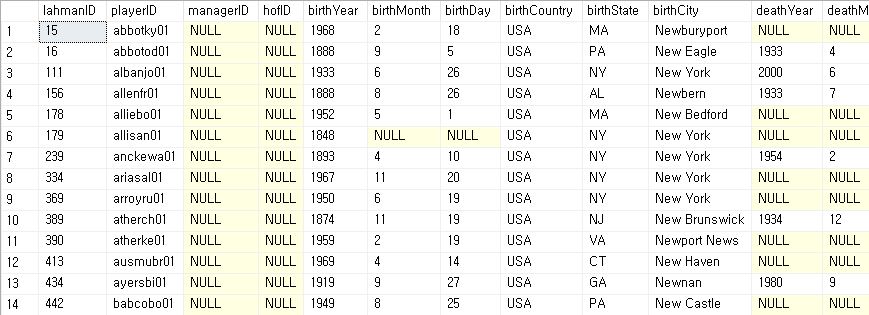 lahmanID playerID managerID hofID birthYear birthMonth birthDay birthCountry birthState birthCity deathYear deathM
1 15 abbotky01 NULL NULL 1968 2 18 USA MA Newburyport NULL NULL
2 16 abbotod01 NULL NULL 1888 9 5 USA PA New Eagle 1933 4
3 111 albanjo01 NULL NULL 1933 6 26 USA NY New York 2000 6
4 156 allenfr01 NULL NULL 1888 8 26 USA AL Newbern 1933 7
5 178 alliebo01 NULL NULL 1952 5 1 USA MA New Bedford NULL NULL
6 179 allisan01 NULL NULL 1848 NULL NULL USA NY New York NULL NULL
7 239 anckewa01 NULL NULL 1893 4 10 USA NY New York 1954 2
8 334 ariasal01 NULL NULL 1967 11 20 USA NY New York NULL NULL
9 369 arroyru01 NULL NULL 1950 6 19 USA NY New York NULL NULL
10 389 atherch01 NULL NULL 1874 11 19 USA NJ New Brunswick 1934 12
11 390 atherke01 NULL NULL 1959 2 19 USA VA Newport News NULL NULL
12 413 ausmubr01 NULL NULL 1969 4 14 USA CT New Haven NULL NULL
13 434 ayersbi01 NULL NULL 1919 9 27 USA GA Newnan 1980 9
14 442 babcobo01 NULL NULL 1949 8 25 USA PA New Castle NULL NULL